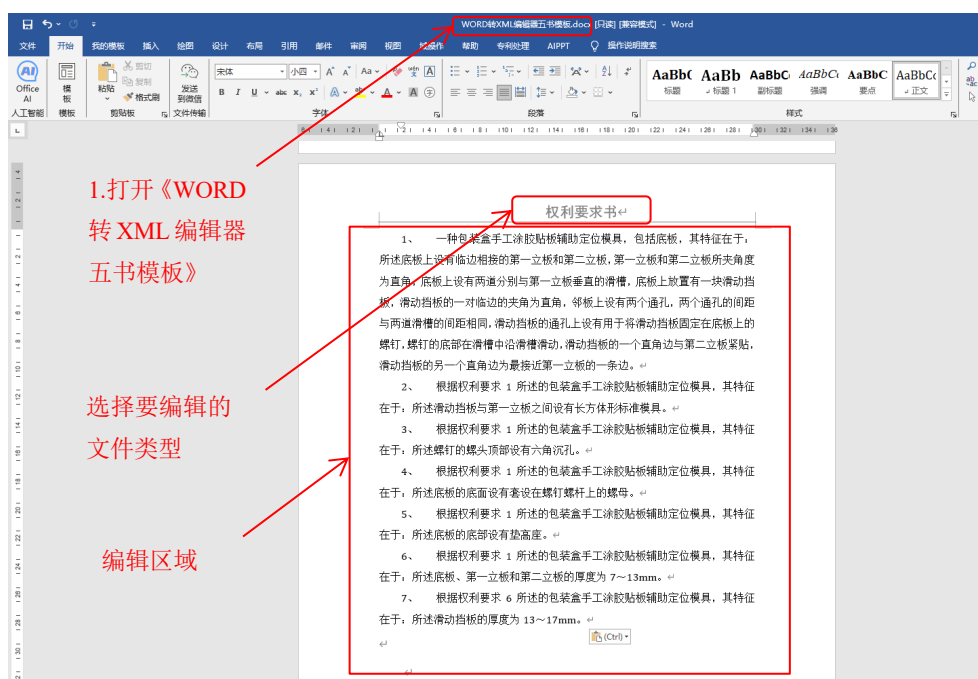 WORD转XML编辑器五书模板.docx [只读] [兼容模式] - Word
文件 开始 我的模板 插入 绘图 设计 布局 引用 邮件 审阅 视图 域操作 帮助 专利处理 AIPPT 操作说明搜索
AI
Office
AI
模
板
粘贴
剪切
复制
格式刷
发送
到微信
宋体 小四
B I U abc x₂ x²
AaBb( AaBb AaBbC AaBbC AaBbC AaBbC
标题 标题 1 副标题 强调 要点 正文
人工智能 模板 剪贴板 文件传输 字体 段落 样式
1.打开《WORD
转 XML 编辑器
五书模板》
选择要编辑的
文件类型
编辑区域
权利要求书
1、 一种包装盒手工涂胶贴板辅助定位模具，包括底板，其特征在于：
所述底板上设有临边相接的第一立板和第二立板，第一立板和第二立板所夹角度
为直角，底板上设有两道分别与第一立板垂直的滑槽，底板上放置有一块滑动挡
板，滑动挡板的一对临边的夹角为直角，邻板上设有两个通孔，两个通孔的间距
与两道滑槽的间距相同，滑动挡板的通孔上设有用于将滑动挡板固定在底板上的
螺钉，螺钉的底部在滑槽中沿滑槽滑动，滑动挡板的一个直角边与第二立板紧贴，
滑动挡板的另一个直角边为最接近第一立板的一条边。
2、 根据权利要求 1 所述的包装盒手工涂胶贴板辅助定位模具，其特征
在于：所述滑动挡板与第一立板之间设有长方体形标准模具。
3、 根据权利要求 1 所述的包装盒手工涂胶贴板辅助定位模具，其特征
在于：所述螺钉的螺头顶部设有六角沉孔。
4、 根据权利要求 1 所述的包装盒手工涂胶贴板辅助定位模具，其特征
在于：所述底板的底面设有套设在螺钉螺杆上的螺母。
5、 根据权利要求 1 所述的包装盒手工涂胶贴板辅助定位模具，其特征
在于：所述底板的底部设有垫高座。
6、 根据权利要求 1 所述的包装盒手工涂胶贴板辅助定位模具，其特征
在于：所述底板、第一立板和第二立板的厚度为 7～13mm。
7、 根据权利要求 6 所述的包装盒手工涂胶贴板辅助定位模具，其特征
在于：所述滑动挡板的厚度为 13～17mm。
(Ctrl)